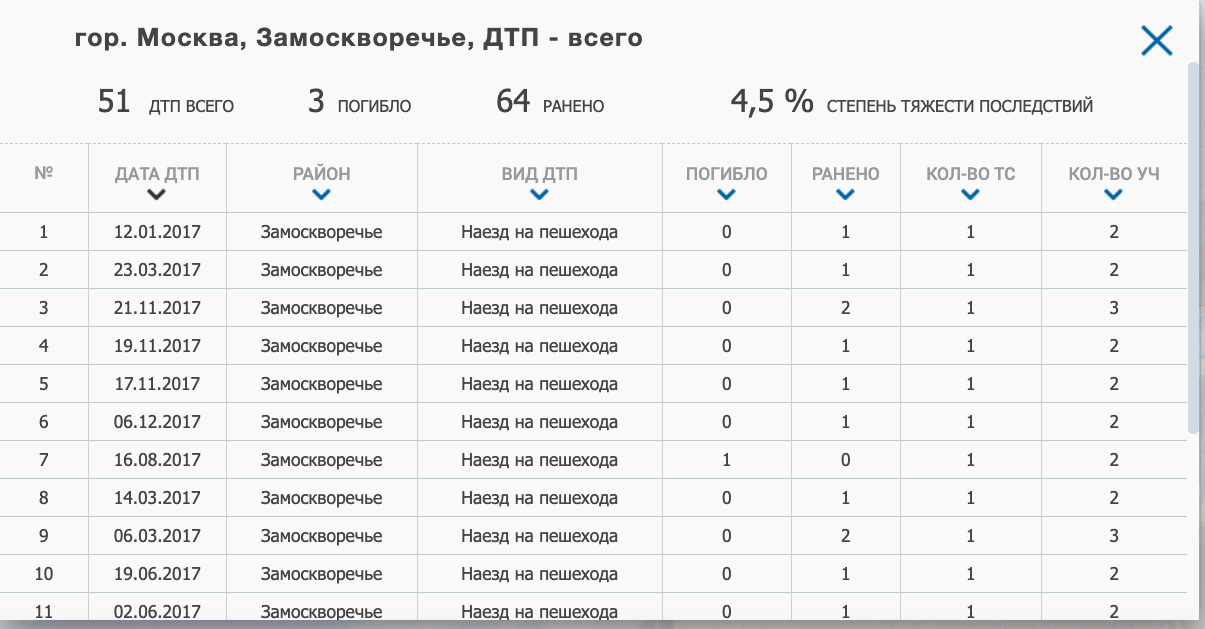 гор. Москва, Замоскворечье, ДТП - всего
51 ДТП ВСЕГО 3 ПОГИБЛО 64 РАНЕНО 4,5 % СТЕПЕНЬ ТЯЖЕСТИ ПОСЛЕДСТВИЙ
№ ДАТА ДТП РАЙОН ВИД ДТП ПОГИБЛО РАНЕНО КОЛ-ВО ТС КОЛ-ВО УЧ
1 12.01.2017 Замоскворечье Наезд на пешехода 0 1 1 2
2 23.03.2017 Замоскворечье Наезд на пешехода 0 1 1 2
3 21.11.2017 Замоскворечье Наезд на пешехода 0 2 1 3
4 19.11.2017 Замоскворечье Наезд на пешехода 0 1 1 2
5 17.11.2017 Замоскворечье Наезд на пешехода 0 1 1 2
6 06.12.2017 Замоскворечье Наезд на пешехода 0 1 1 2
7 16.08.2017 Замоскворечье Наезд на пешехода 1 0 1 2
8 14.03.2017 Замоскворечье Наезд на пешехода 0 1 1 2
9 06.03.2017 Замоскворечье Наезд на пешехода 0 2 1 3
10 19.06.2017 Замоскворечье Наезд на пешехода 0 1 1 2
11 02.06.2017 Замоскворечье Наезд на пешехода 0 1 1 2